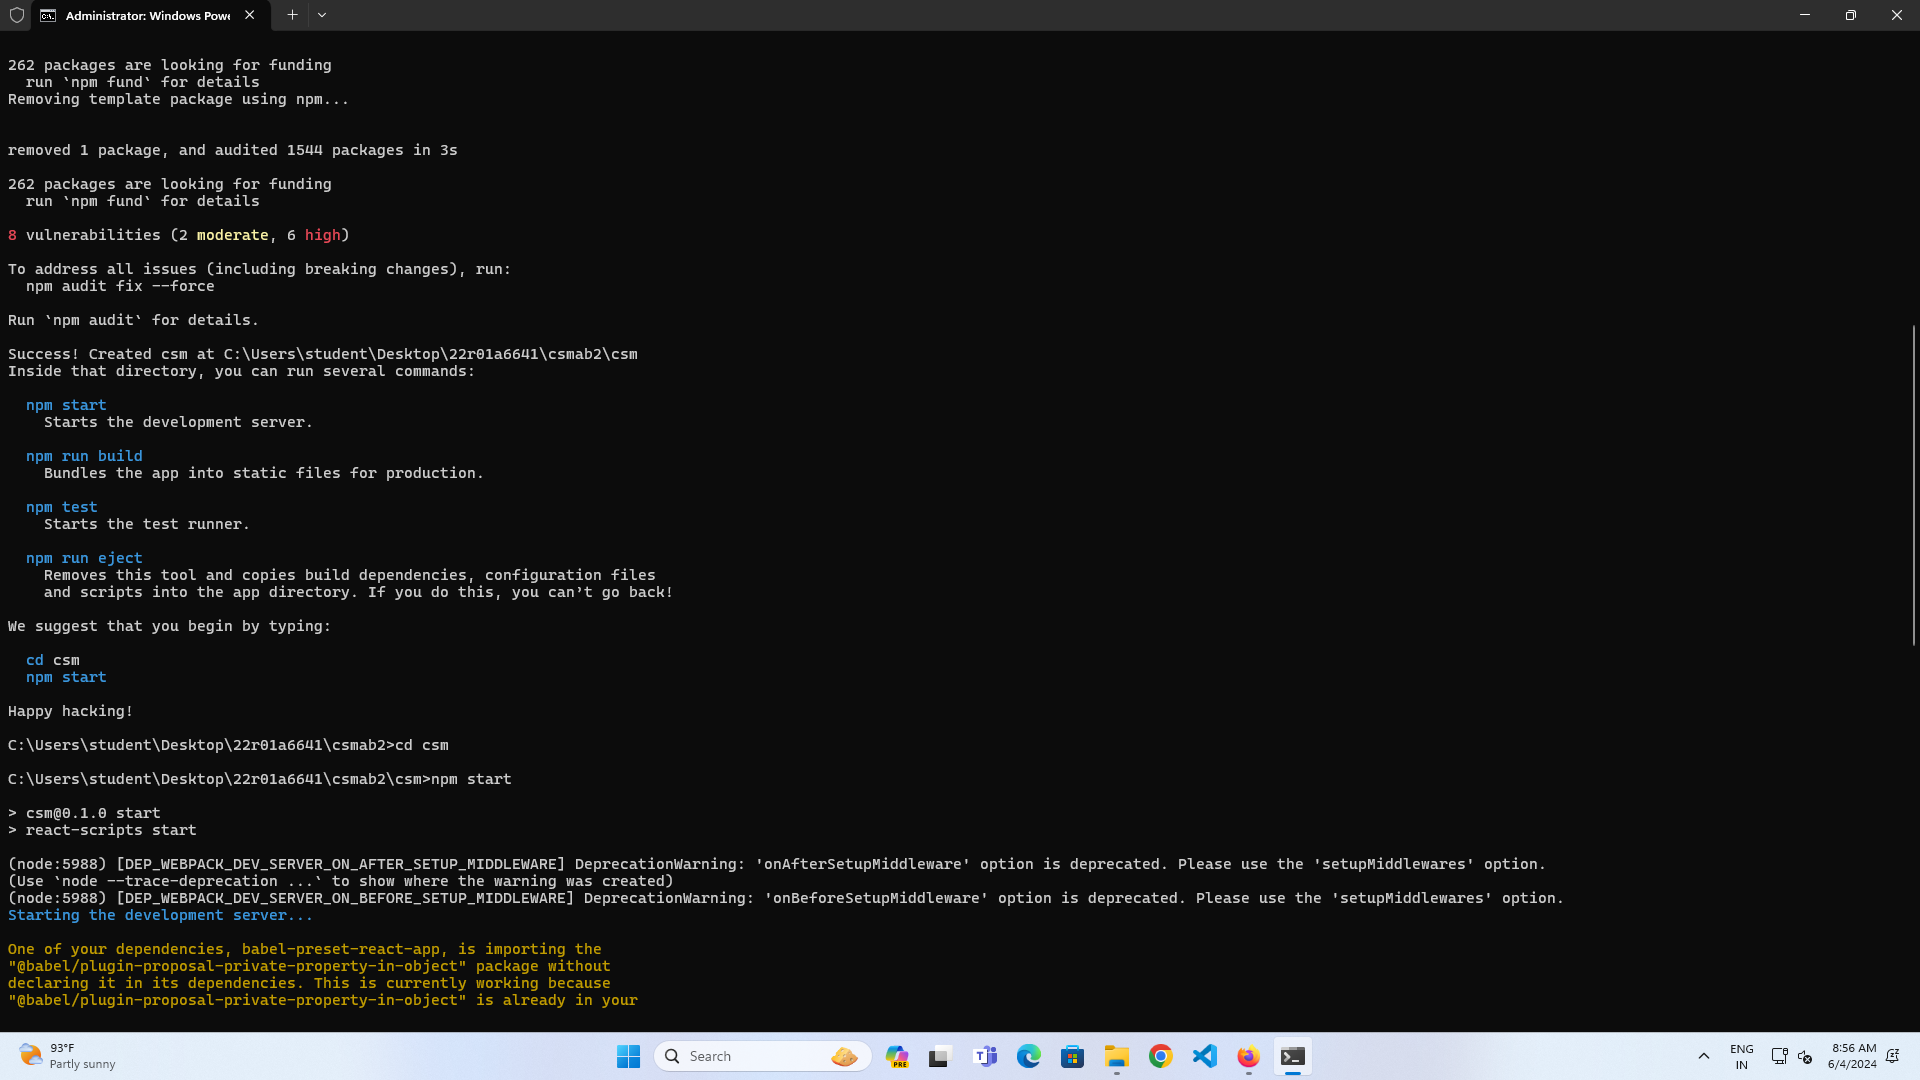 Administrator: Windows Powe
262 packages are looking for funding
  run `npm fund` for details
Removing template package using npm...
removed 1 package, and audited 1544 packages in 3s
262 packages are looking for funding
  run `npm fund` for details
8 vulnerabilities (2 moderate, 6 high)
To address all issues (including breaking changes), run:
  npm audit fix --force
Run `npm audit` for details.
Success! Created csm at C:\Users\student\Desktop\22r01a6641\csmab2\csm
Inside that directory, you can run several commands:
  npm start
    Starts the development server.
  npm run build
    Bundles the app into static files for production.
  npm test
    Starts the test runner.
  npm run eject
    Removes this tool and copies build dependencies, configuration files
    and scripts into the app directory. If you do this, you can’t go back!
We suggest that you begin by typing:
  cd csm
  npm start
Happy hacking!
C:\Users\student\Desktop\22r01a6641\csmab2>cd csm
C:\Users\student\Desktop\22r01a6641\csmab2\csm>npm start
> csm@0.1.0 start
> react-scripts start
(node:5988) [DEP_WEBPACK_DEV_SERVER_ON_AFTER_SETUP_MIDDLEWARE] DeprecationWarning: 'onAfterSetupMiddleware' option is deprecated. Please use the 'setupMiddlewares' option.
(Use `node --trace-deprecation ...` to show where the warning was created)
(node:5988) [DEP_WEBPACK_DEV_SERVER_ON_BEFORE_SETUP_MIDDLEWARE] DeprecationWarning: 'onBeforeSetupMiddleware' option is deprecated. Please use the 'setupMiddlewares' option.
Starting the development server...
One of your dependencies, babel-preset-react-app, is importing the
"@babel/plugin-proposal-private-property-in-object" package without
declaring it in its dependencies. This is currently working because
"@babel/plugin-proposal-private-property-in-object" is already in your
93°F
Partly sunny
Search
PRE
ENG
IN
8:56 AM
6/4/2024